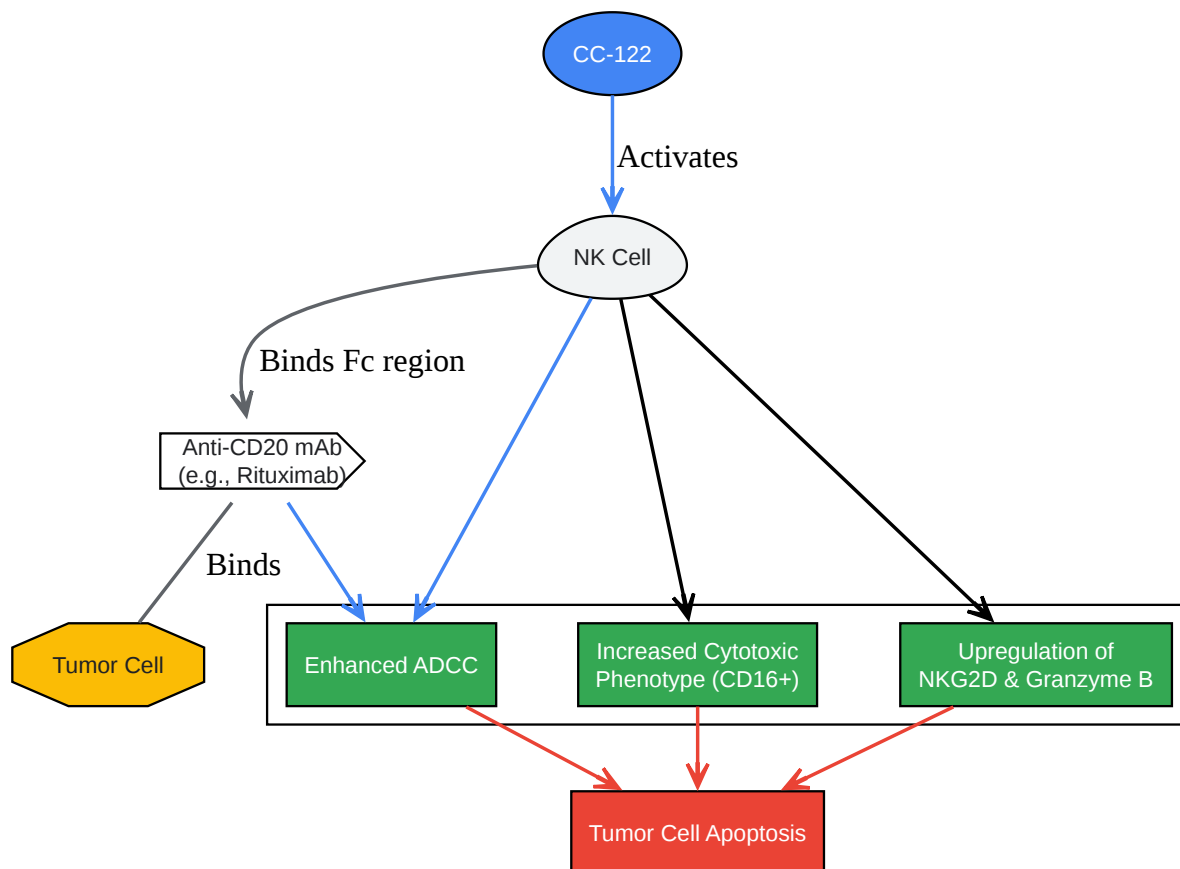 CC-122
Activates
NK Cell
Binds Fc region
Anti-CD20 mAb
(e.g., Rituximab)
Binds
Tumor Cell
Enhanced ADCC
Increased Cytotoxic
Phenotype (CD16+)
Upregulation of
NKG2D & Granzyme B
Tumor Cell Apoptosis